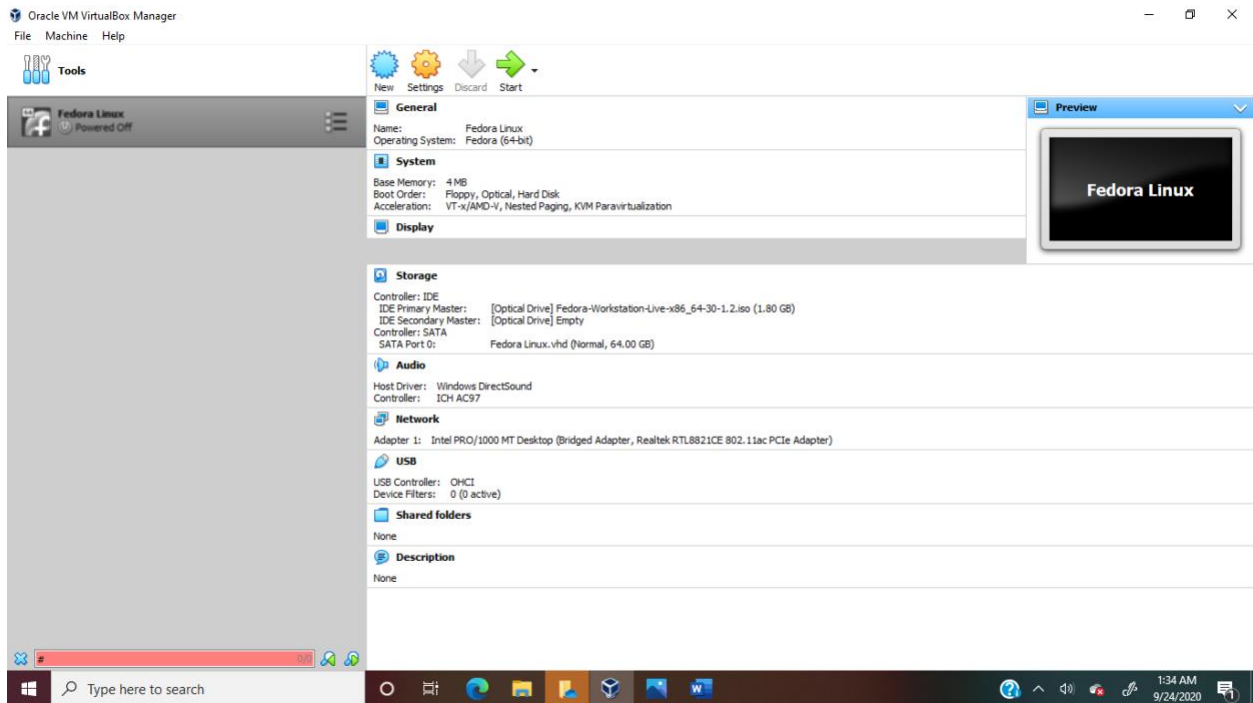 Oracle VM VirtualBox Manager
File Machine Help
Tools
New Settings Discard Start
Fedora Linux
Powered Off
General
Name: Fedora Linux
Operating System: Fedora (64-bit)
System
Base Memory: 4 MB
Boot Order: Floppy, Optical, Hard Disk
Acceleration: VT-x/AMD-V, Nested Paging, KVM Paravirtualization
Display
Preview
Fedora Linux
Storage
Controller: IDE
IDE Primary Master: [Optical Drive] Fedora-Workstation-Live-x86_64-30-1.2.iso (1.80 GB)
IDE Secondary Master: [Optical Drive] Empty
Controller: SATA
SATA Port 0: Fedora Linux.vhd (Normal, 64.00 GB)
Audio
Host Driver: Windows DirectSound
Controller: ICH AC97
Network
Adapter 1: Intel PRO/1000 MT Desktop (Bridged Adapter, Realtek RTL8821CE 802.11ac PCIe Adapter)
USB
USB Controller: OHCI
Device Filters: 0 (0 active)
Shared folders
None
Description
None
# 0/0
Type here to search
1:34 AM
9/24/2020